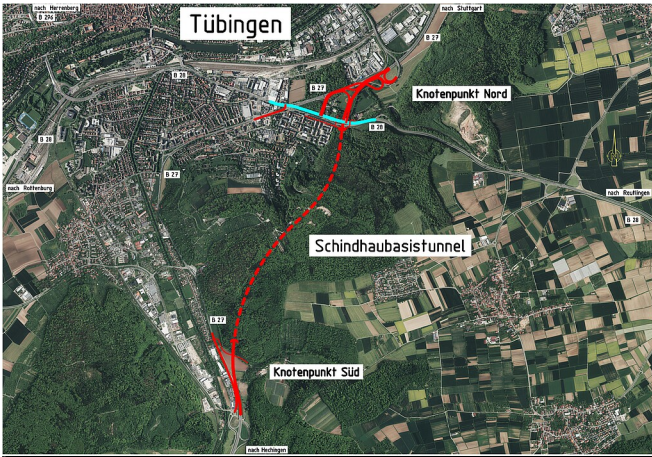 nach Herrenberg
B 296
Tübingen
nach Stuttgart
B 27
B 28
B 27
Knotenpunkt Nord
B 28
B 28
B 27
nach Rottenburg
nach Reutlingen
B 28
Schindhaubasistunnel
B 27
Knotenpunkt Süd
nach Hechingen